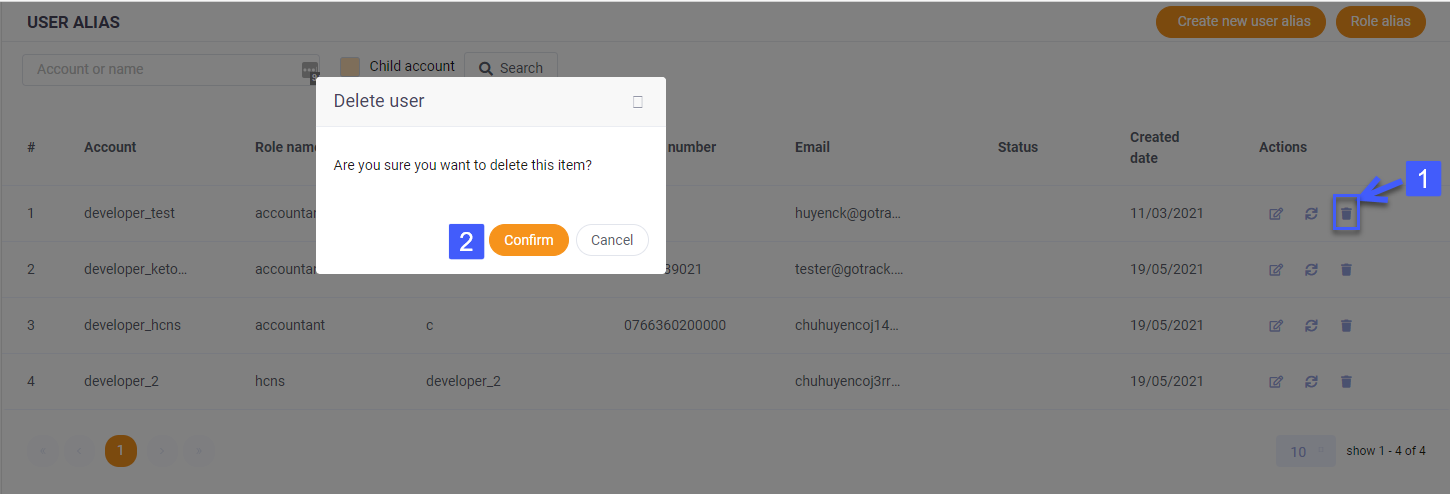 USER ALIAS
Create new user alias
Role alias
Account or name
Child account
Search
Delete user
Are you sure you want to delete this item?
2
Confirm
Cancel
1
# Account Role name number Email Status Created date Actions
1 developer_test accountan huyenck@gotra... 11/03/2021
2 developer_keto... accountan 39021 tester@gotrack.... 19/05/2021
3 developer_hcns accountant c 0766360200000 chuhuyencoj14... 19/05/2021
4 developer_2 hcns developer_2 chuhuyencoj3rr... 19/05/2021
« ‹ 1 › »
10
show 1 - 4 of 4